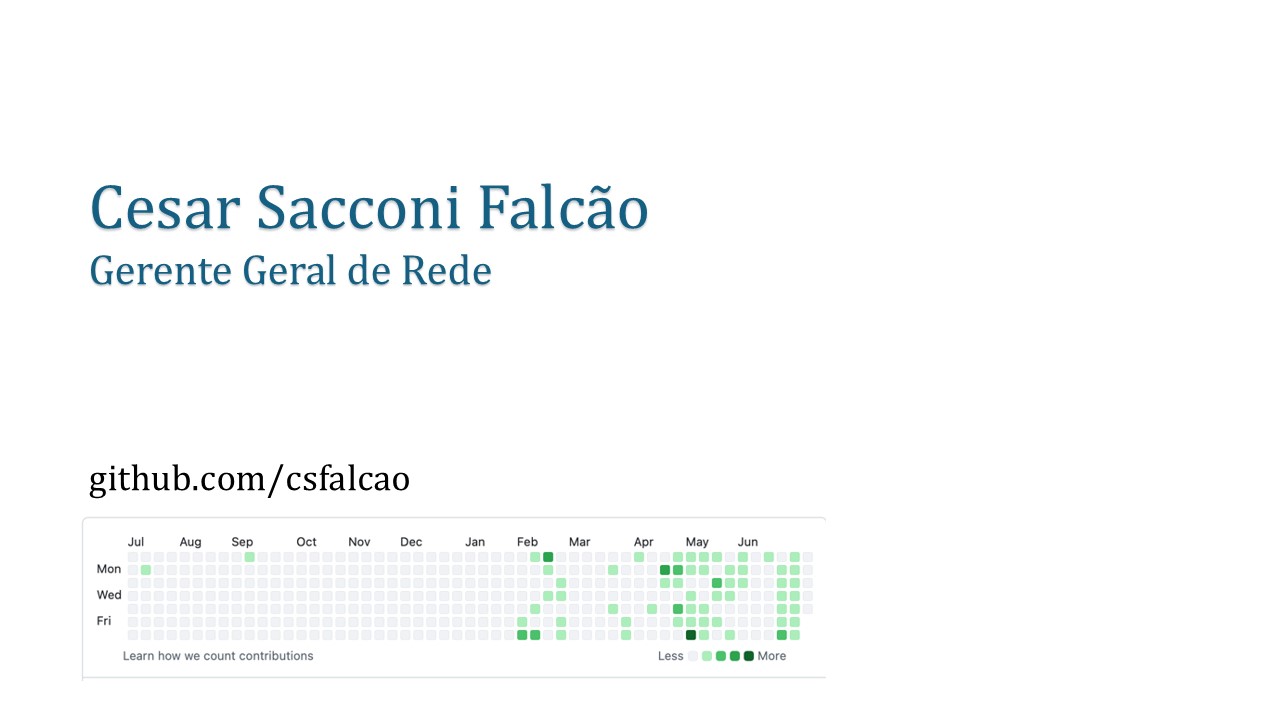 Cesar Sacconi Falcão
Gerente Geral de Rede
github.com/csfalcao
Jul Aug Sep Oct Nov Dec Jan Feb Mar Apr May Jun
Mon
Wed
Fri
Learn how we count contributions Less More